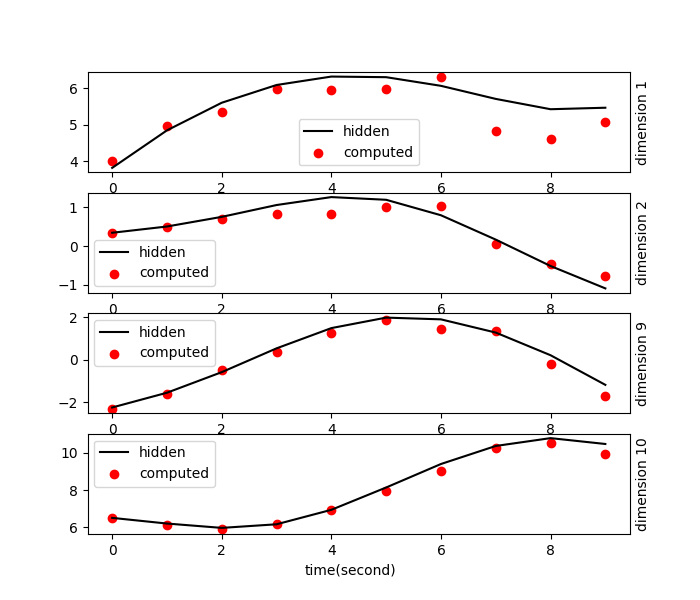 6
5
4
hidden
computed
0 2 4 6 8
dimension 1
1
0
−1
hidden
computed
0 2 4 6 8
dimension 2
2
0
−2
hidden
computed
0 2 4 6 8
dimension 9
10
8
6
hidden
computed
0 2 4 6 8
dimension 10
time(second)